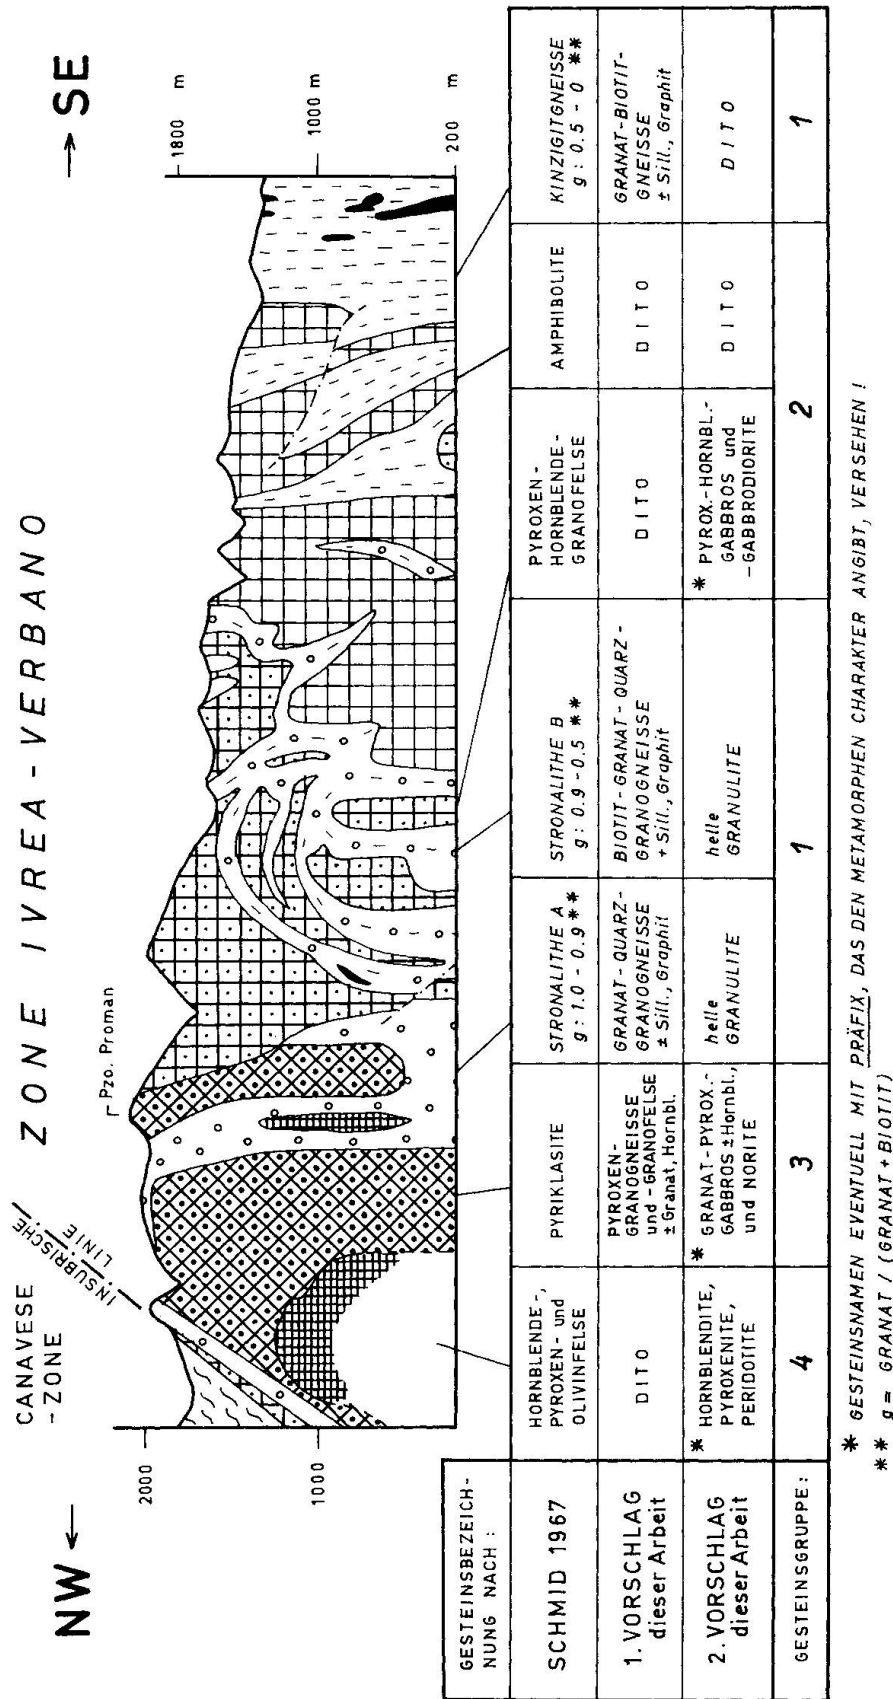 NW ←
CANAVESE
-ZONE
INSUBRISCHE
LINIE
ZONE IVREA-VERBANO
→ SE
Pzo. Proman
2000
1000
1800 m
1000 m
200 m
GESTEINSBEZEICH-
NUNG NACH:
SCHMID 1967
HORNBLENDE-,
PYROXEN- und
OLIVINFELSE
PYRIKLASITE
STRONALITHE A
g: 1.0 - 0.9 **
STRONALITHE B
g: 0.9 - 0.5 **
PYROXEN-
HORNBLENDE-
GRANOFELSE
AMPHIBOLITE
KINZIGITGNEISSE
g: 0.5 - 0 **
1. VORSCHLAG
dieser Arbeit
DITO
PYROXEN-
GRANOGNEISSE
und -GRANOFELSE
± Granat, Hornbl.
GRANAT-QUARZ-
GRANOGNEISSE
± Sill., Graphit
BIOTIT-GRANAT-QUARZ-
GRANOGNEISSE
+ Sill., Graphit
DITO
DITO
GRANAT-BIOTIT-
GNEISSE
± Sill., Graphit
2. VORSCHLAG
dieser Arbeit
* HORNBLENDITE,
PYROXENITE,
PERIDOTITE
* GRANAT-PYROX.-
GABBROS ± Hornbl.,
und NORITE
helle
GRANULITE
helle
GRANULITE
* PYROX.-HORNBL.-
GABBROS und
-GABBRODIORITE
DITO
DITO
GESTEINSGRUPPE:
4
3
1
2
1
* GESTEINSNAMEN EVENTUELL MIT PRÄFIX, DAS DEN METAMORPHEN CHARAKTER ANGIBT, VERSEHEN !
** g = GRANAT / (GRANAT + BIOTIT)